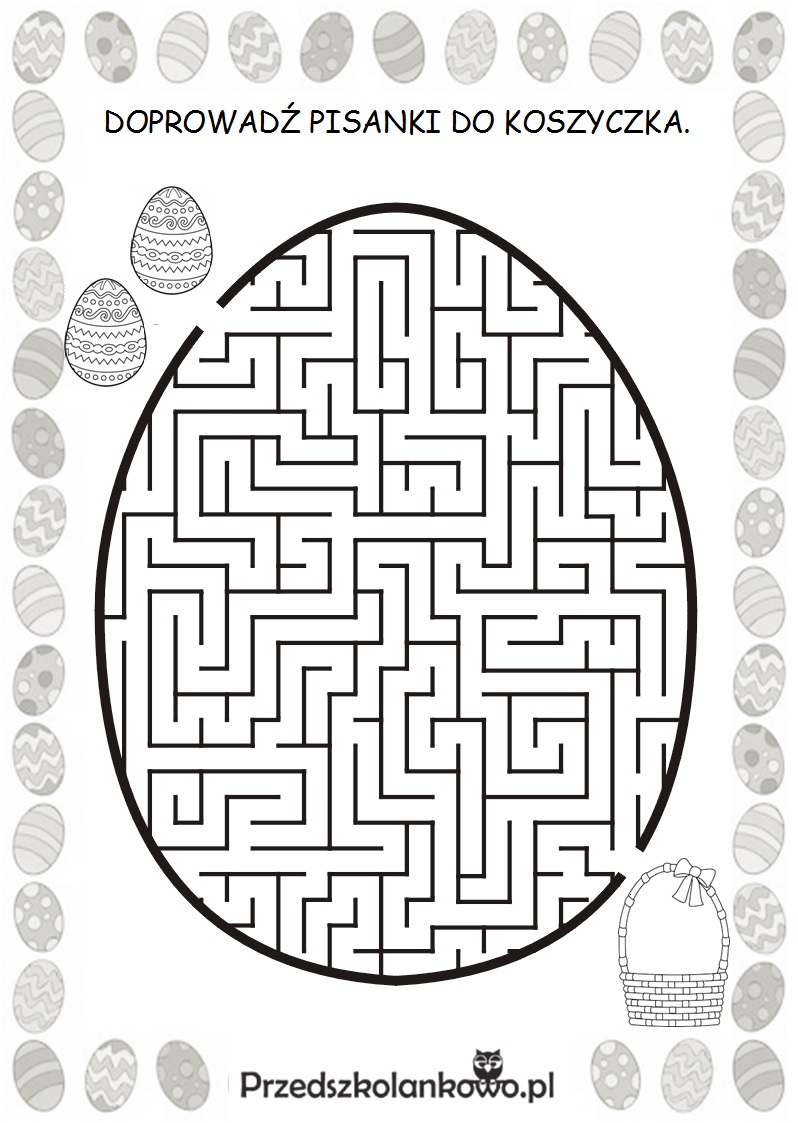 DOPROWADŹ PISANKI DO KOSZYCZKA.
Przedszkolankowo.pl